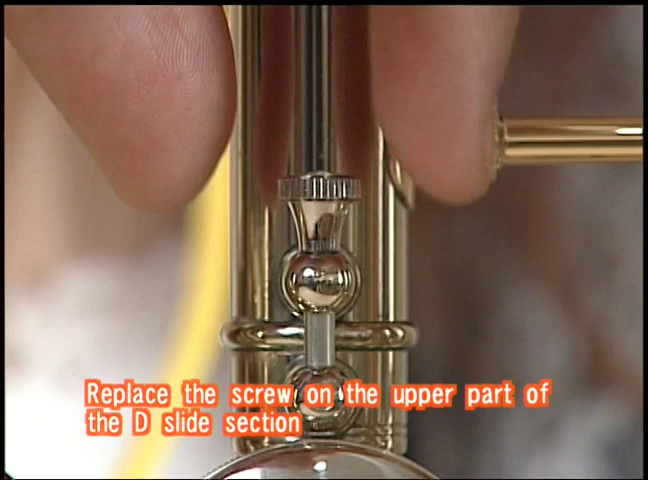 Replace the screw on the upper part of
the D slide section